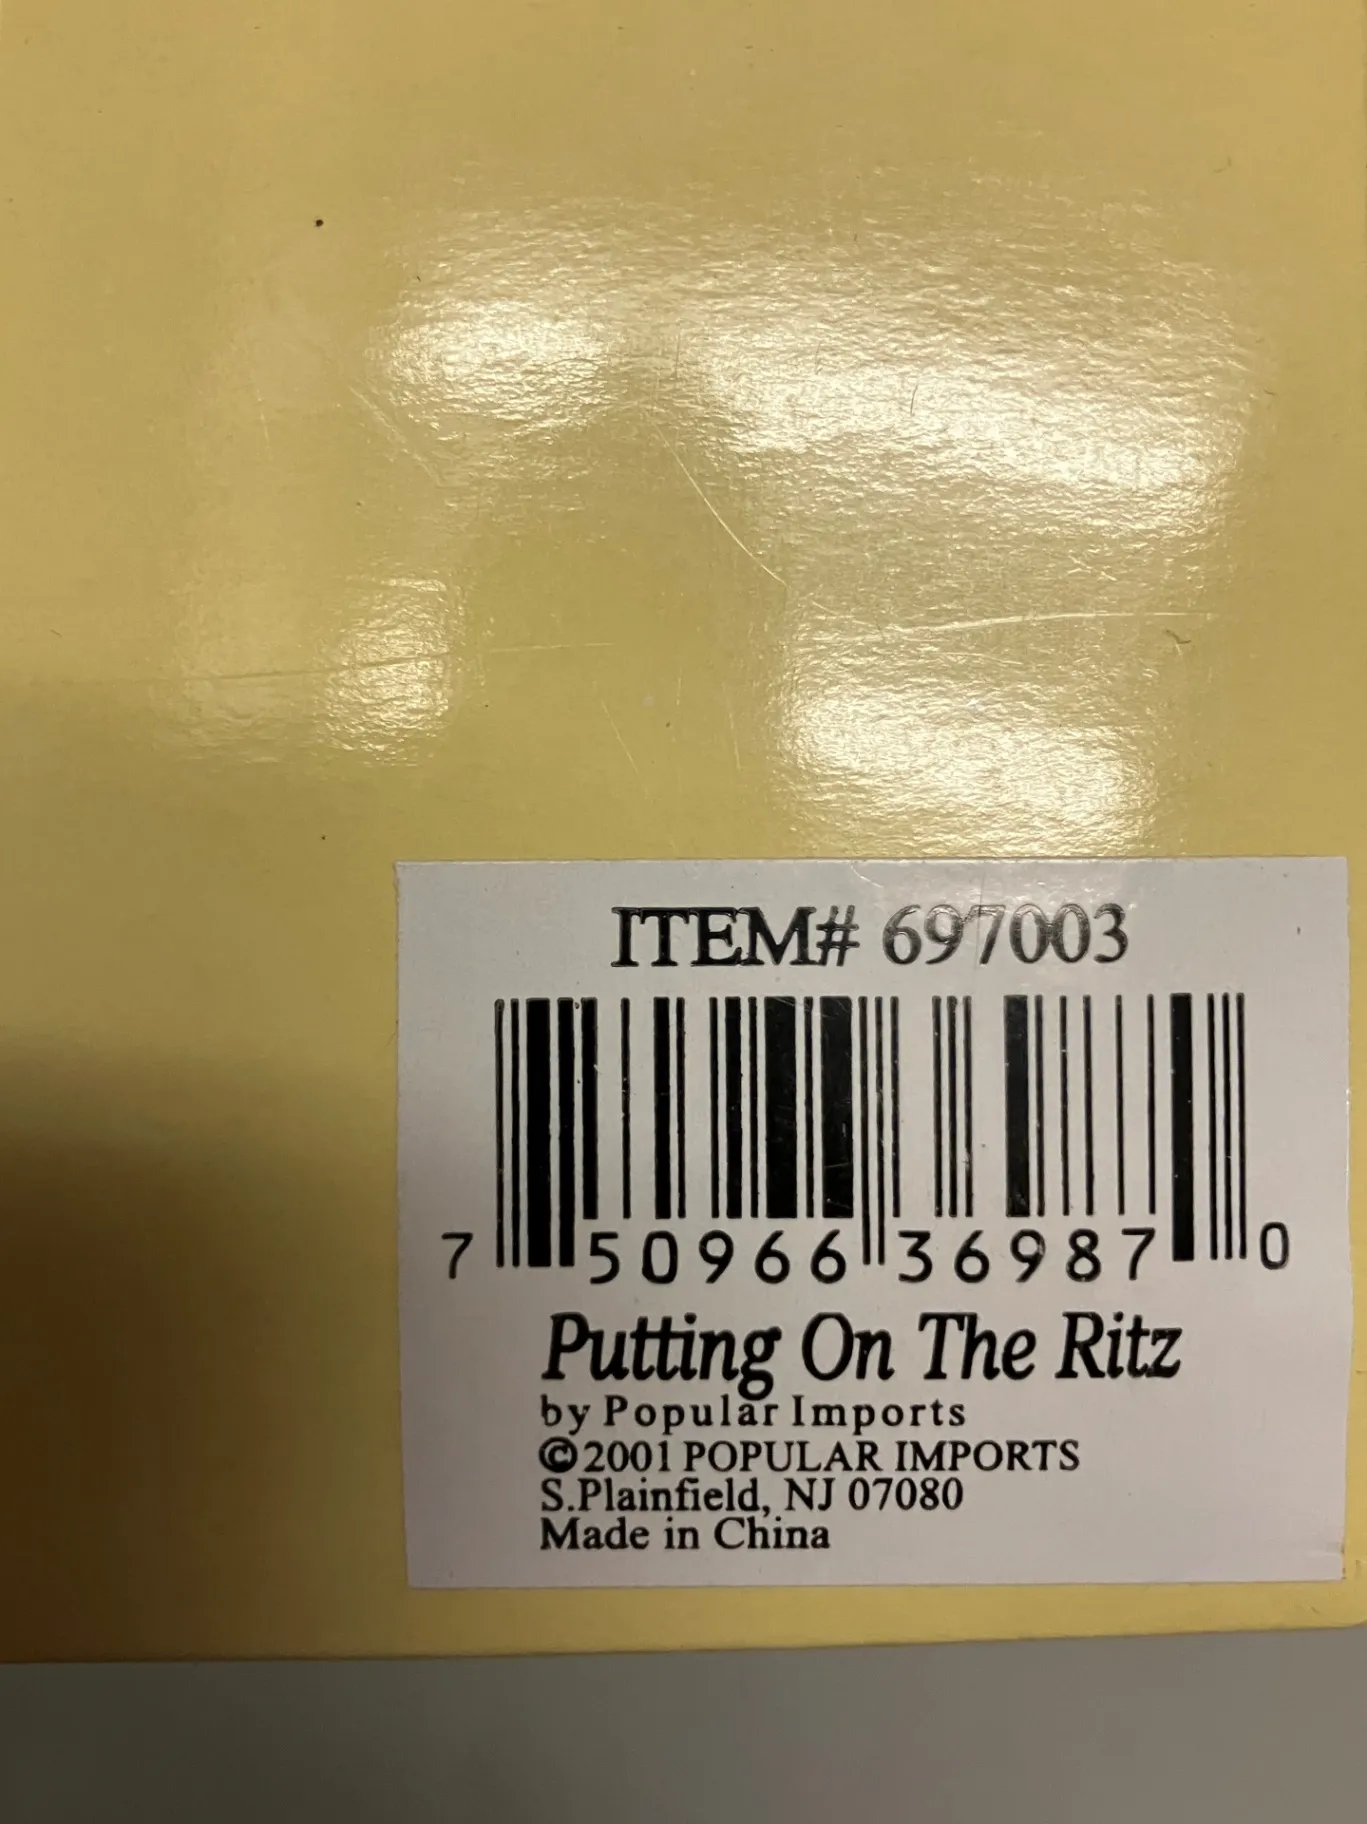 ITEM# 697003
7 50966 36987 0
Putting On The Ritz
by Popular Imports
©2001 POPULAR IMPORTS
S.Plainfield, NJ 07080
Made in China